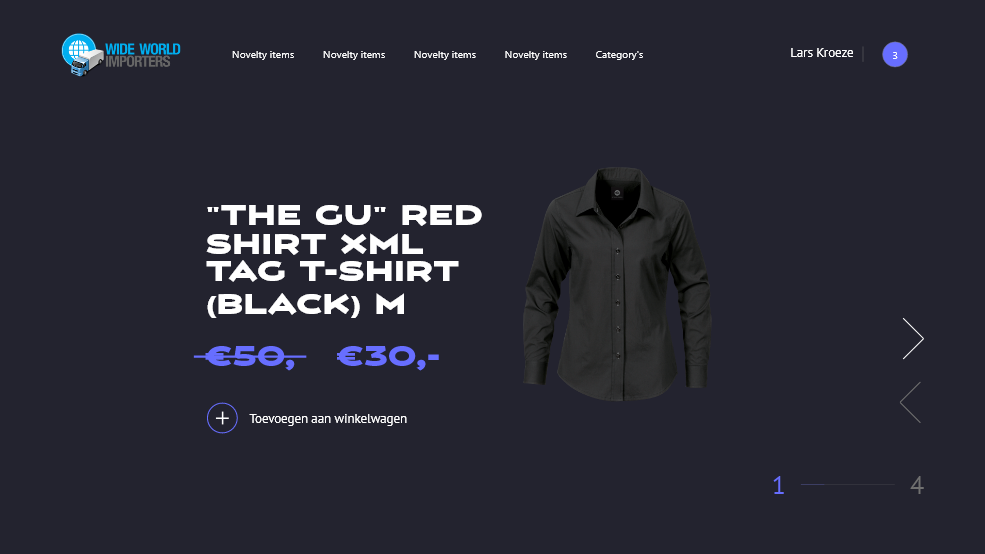 WIDE WORLD
IMPORTERS
Novelty items
Novelty items
Novelty items
Novelty items
Category's
Lars Kroeze
3
"THE GU" RED
SHIRT XML
TAG T-SHIRT
(BLACK) M
€50,
€30,-
Toevoegen aan winkelwagen
1
4